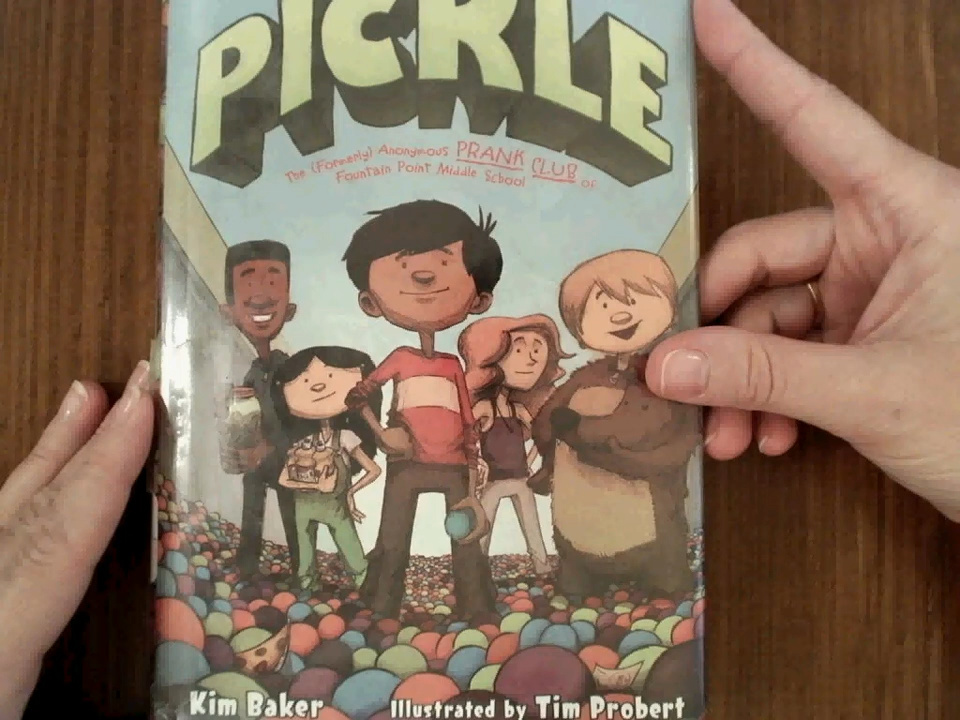 PICKLE
The (Formerly) Anonymous PRANK CLUB of
Fountain Point Middle School
Kim Baker
Illustrated by Tim Probert